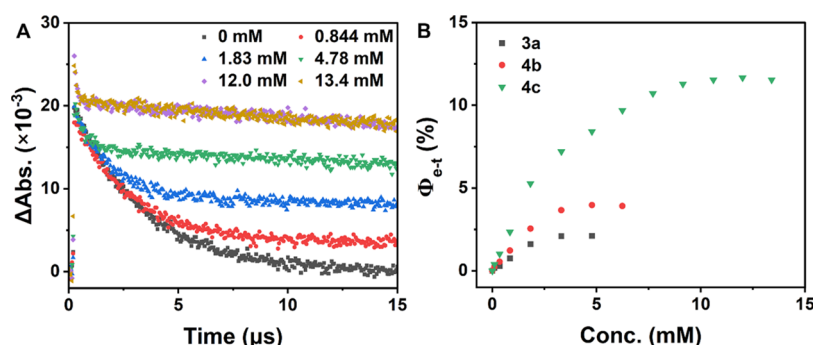 A
30
20
10
0
ΔAbs. (×10⁻³)
0 mM 0.844 mM
1.83 mM 4.78 mM
12.0 mM 13.4 mM
0 5 10 15
Time (μs)
B
15
10
5
0
Φe-t (%)
3a
4b
4c
0 5 10 15
Conc. (mM)